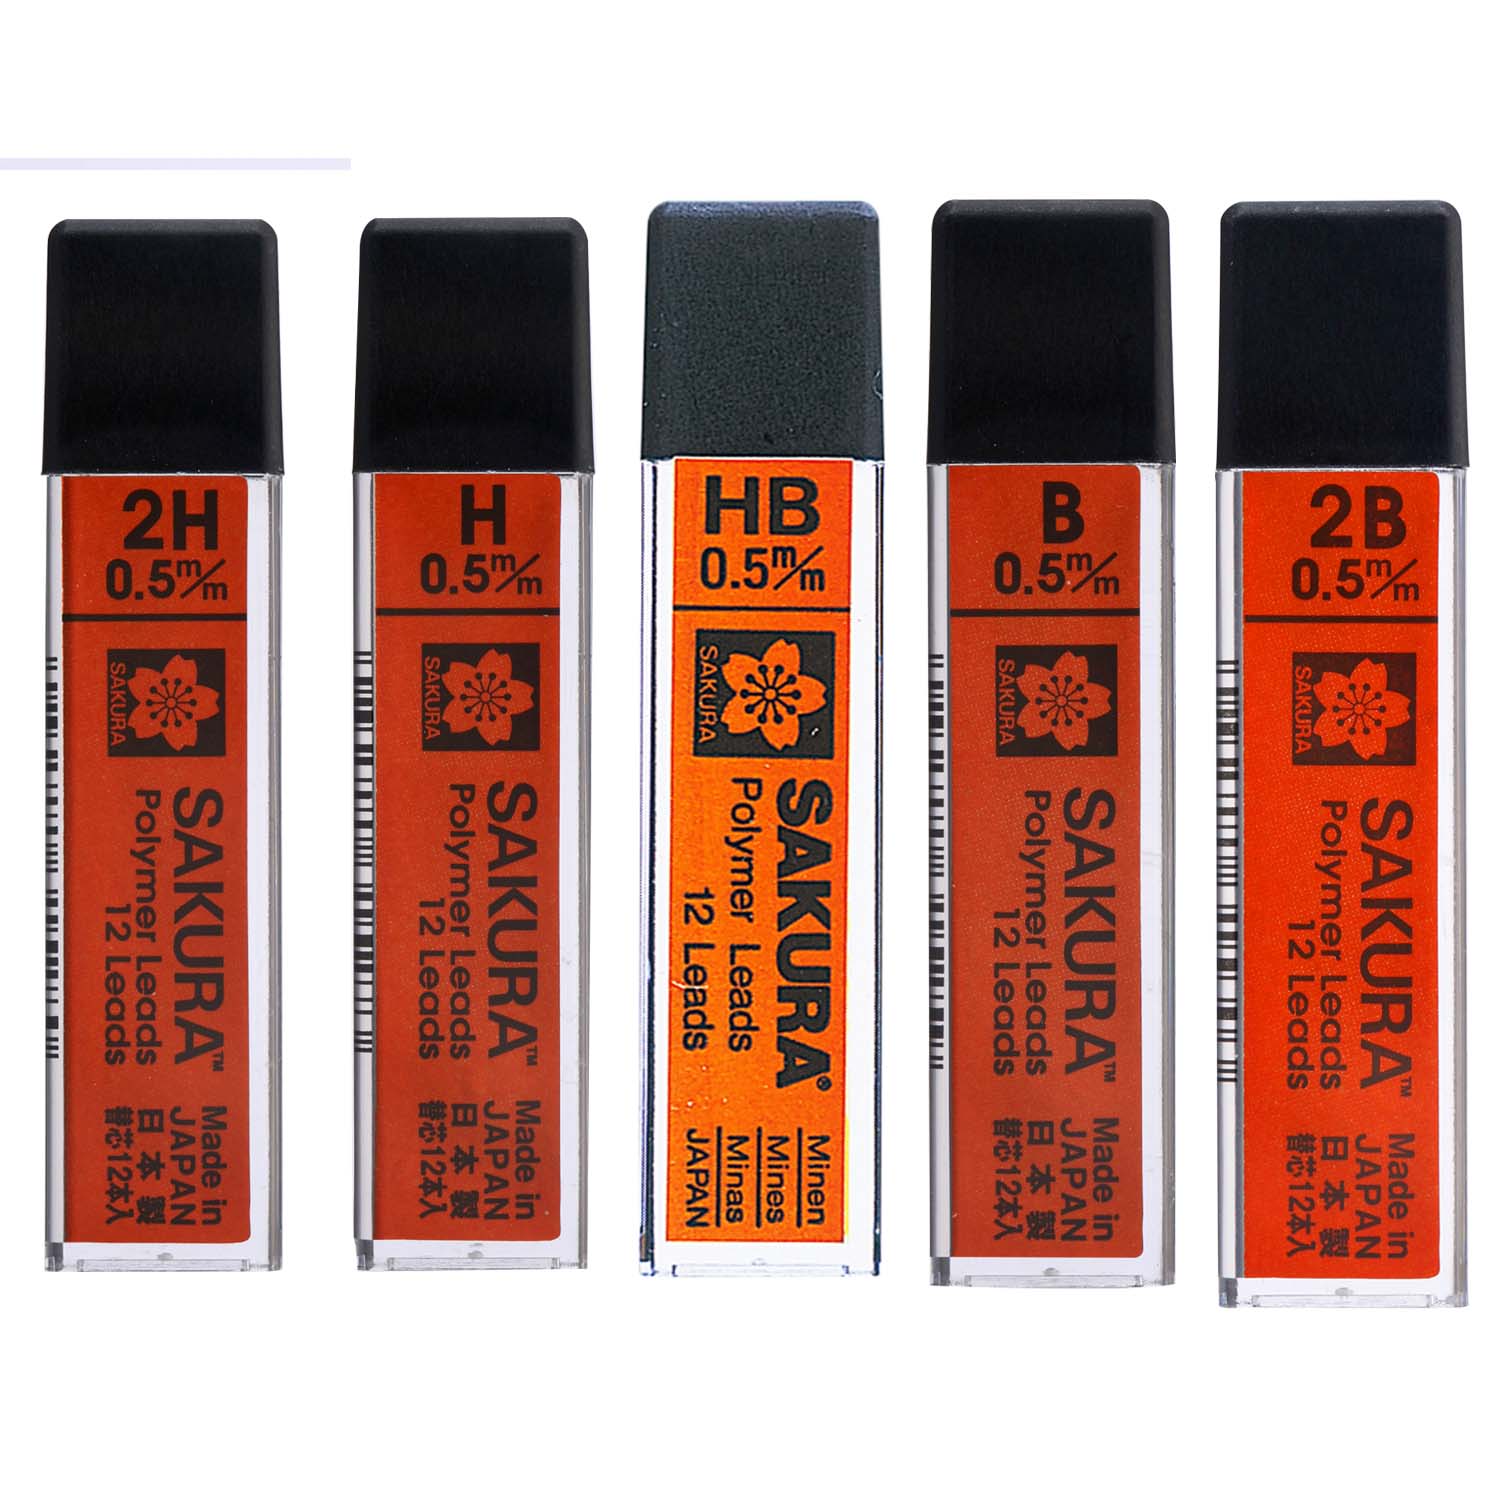 2H
0.5m/m
SAKURA
SAKURA™
Polymer Leads
12 Leads
Made in
JAPAN
日本製
替芯12本入
H
0.5m/m
SAKURA
SAKURA™
Polymer Leads
12 Leads
Made in
JAPAN
日本製
替芯12本入
HB
0.5m/m
SAKURA
SAKURA®
Polymer Leads
12 Leads
Minen
Mines
Minas
JAPAN
B
0.5m/m
SAKURA
SAKURA™
Polymer Leads
12 Leads
Made in
JAPAN
日本製
替芯12本入
2B
0.5m/m
SAKURA
SAKURA™
Polymer Leads
12 Leads
Made in
JAPAN
日本製
替芯12本入